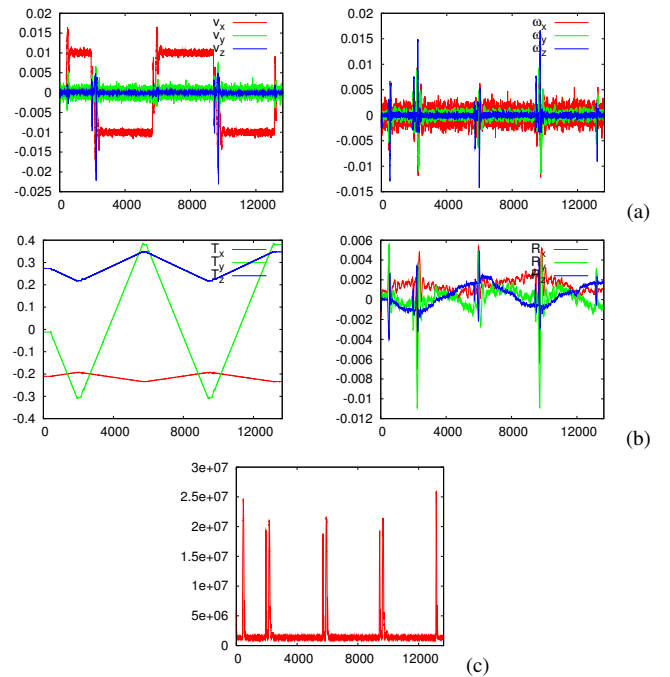 0.02
0.015
0.01
0.005
0
-0.005
-0.01
-0.015
-0.02
-0.025
0 4000 8000 12000
v_x
v_y
v_z
0.02
0.015
0.01
0.005
0
-0.005
-0.01
-0.015
0 4000 8000 12000
ω_x
ω_y
ω_z
(a)
0.4
0.3
0.2
0.1
0
-0.1
-0.2
-0.3
-0.4
0 4000 8000 12000
T_x
T_y
T_z
0.006
0.004
0.002
0
-0.002
-0.004
-0.006
-0.008
-0.01
-0.012
0 4000 8000 12000
(b)
3e+07
2.5e+07
2e+07
1.5e+07
1e+07
5e+06
0
0 4000 8000 12000
(c)